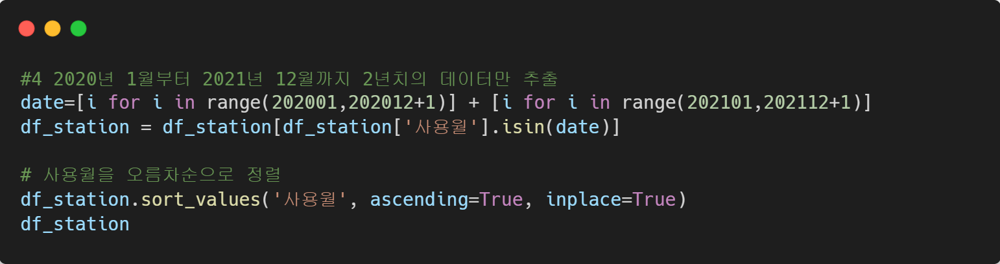 #4 2020년 1월부터 2021년 12월까지 2년치의 데이터만 추출
date=[i for i in range(202001,202012+1)] + [i for i in range(202101,202112+1)]
df_station = df_station[df_station['사용월'].isin(date)]
# 사용월을 오름차순으로 정렬
df_station.sort_values('사용월', ascending=True, inplace=True)
df_station